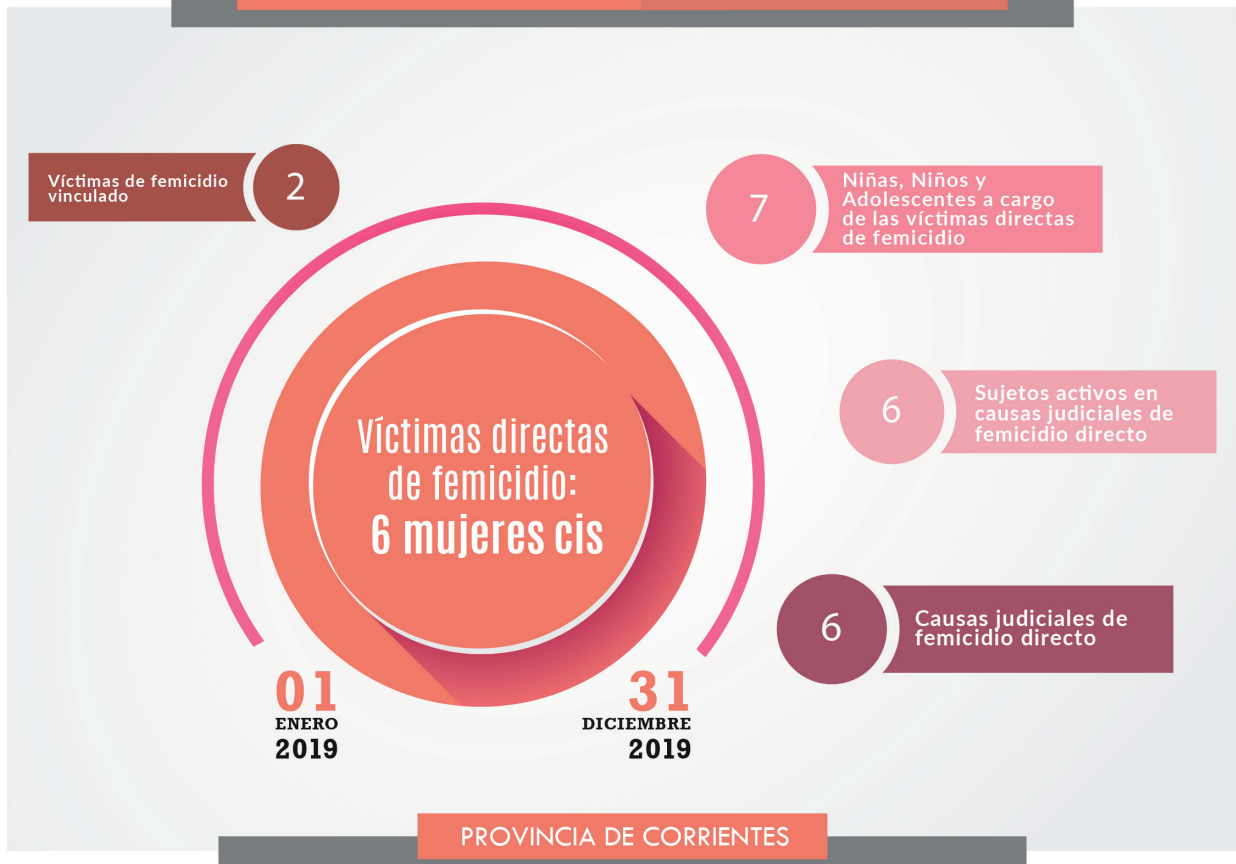 Víctimas de femicidio
vinculado
2
7
Niñas, Niños y
Adolescentes a cargo
de las víctimas directas
de femicidio
6
Sujetos activos en
causas judiciales de
femicidio directo
Víctimas directas
de femicidio:
6 mujeres cis
6
Causas judiciales de
femicidio directo
01
ENERO
2019
31
DICIEMBRE
2019
PROVINCIA DE CORRIENTES